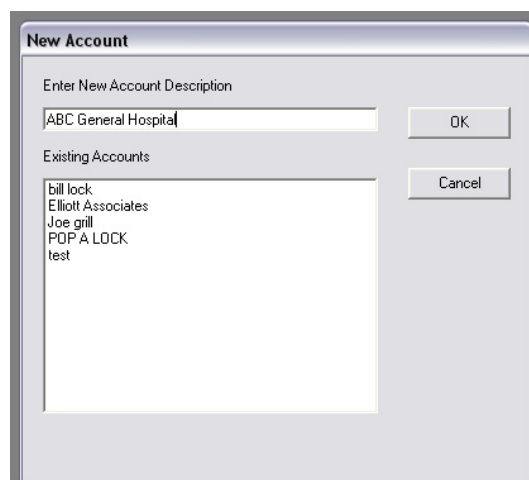 New Account
Enter New Account Description
ABC General Hospital
OK
Existing Accounts
Cancel
bill lock
Elliott Associates
Joe grill
POP A LOCK
test